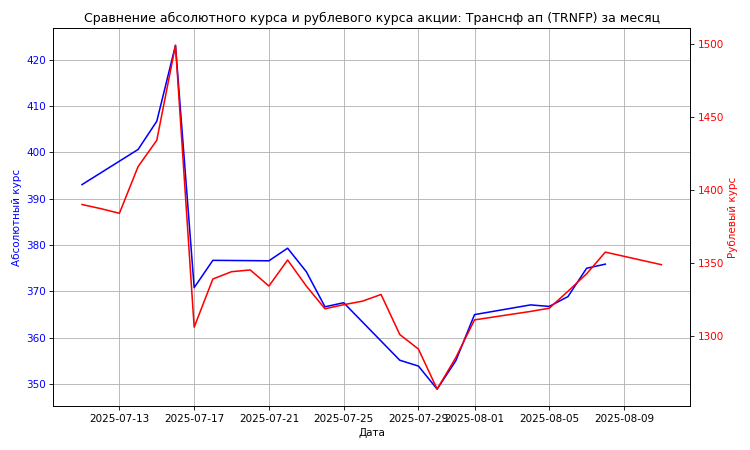 Сравнение абсолютного курса и рублевого курса акции: Транснф ап (TRNFP) за месяц
420
410
400
390
380
370
360
350
Абсолютный курс
1500
1450
1400
1350
1300
Рублевый курс
2025-07-13 2025-07-17 2025-07-21 2025-07-25 2025-07-29 2025-08-01 2025-08-05 2025-08-09
Дата